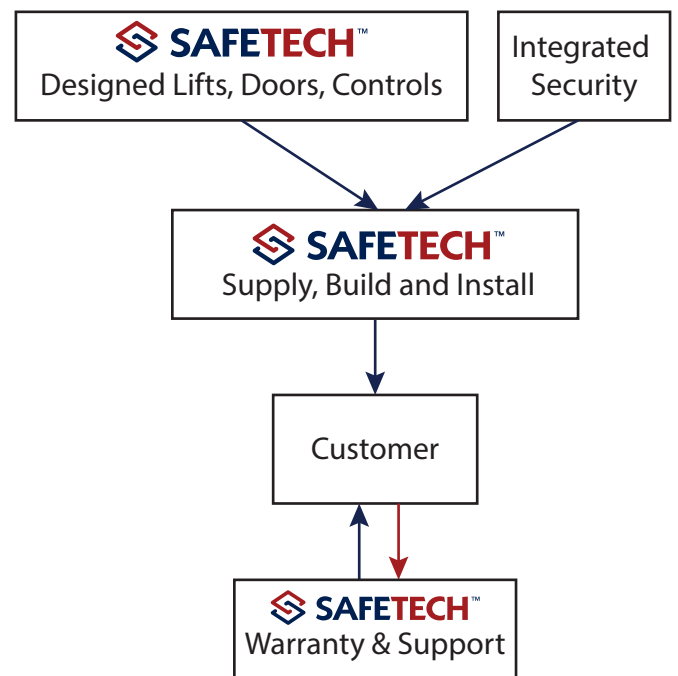 SAFETECH™
Designed Lifts, Doors, Controls
Integrated
Security
SAFETECH™
Supply, Build and Install
Customer
SAFETECH™
Warranty & Support